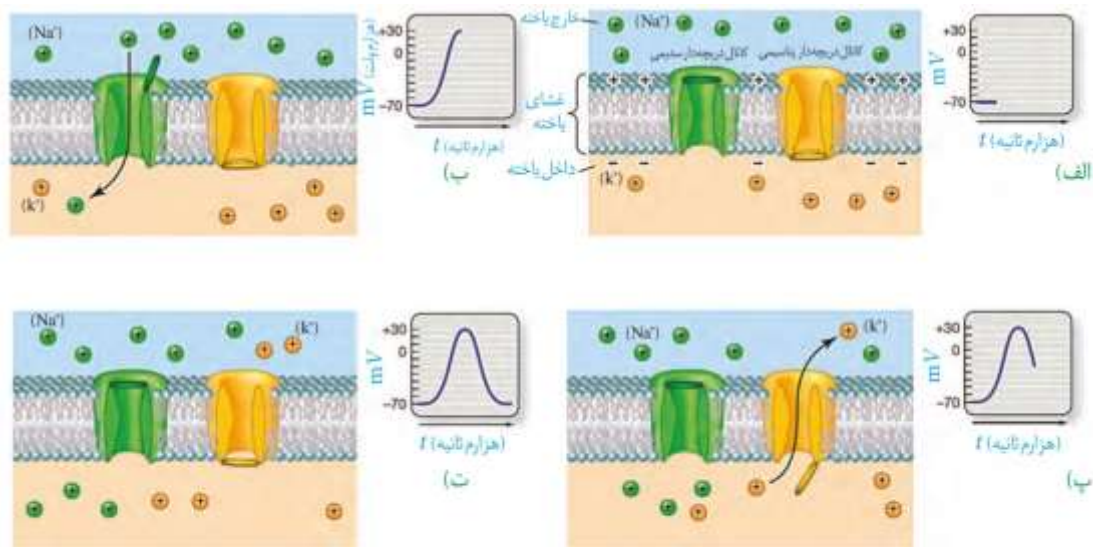 خارج یاخته
(Na⁺)
کانال دریچه‌دار سدیمی
کانال دریچه‌دار پتاسیمی
غشای یاخته
داخل یاخته
(k⁺)
mV
+30
0
−70
t (هزارم ثانیه)
الف)
(Na⁺)
(k⁺)
mV (هزارم ولت)
+30
0
−70
t (هزارم ثانیه)
ب)
(Na⁺)
(k⁺)
mV
+30
0
−70
t (هزارم ثانیه)
پ)
(Na⁺)
(k⁺)
mV
+30
0
−70
t (هزارم ثانیه)
ت)